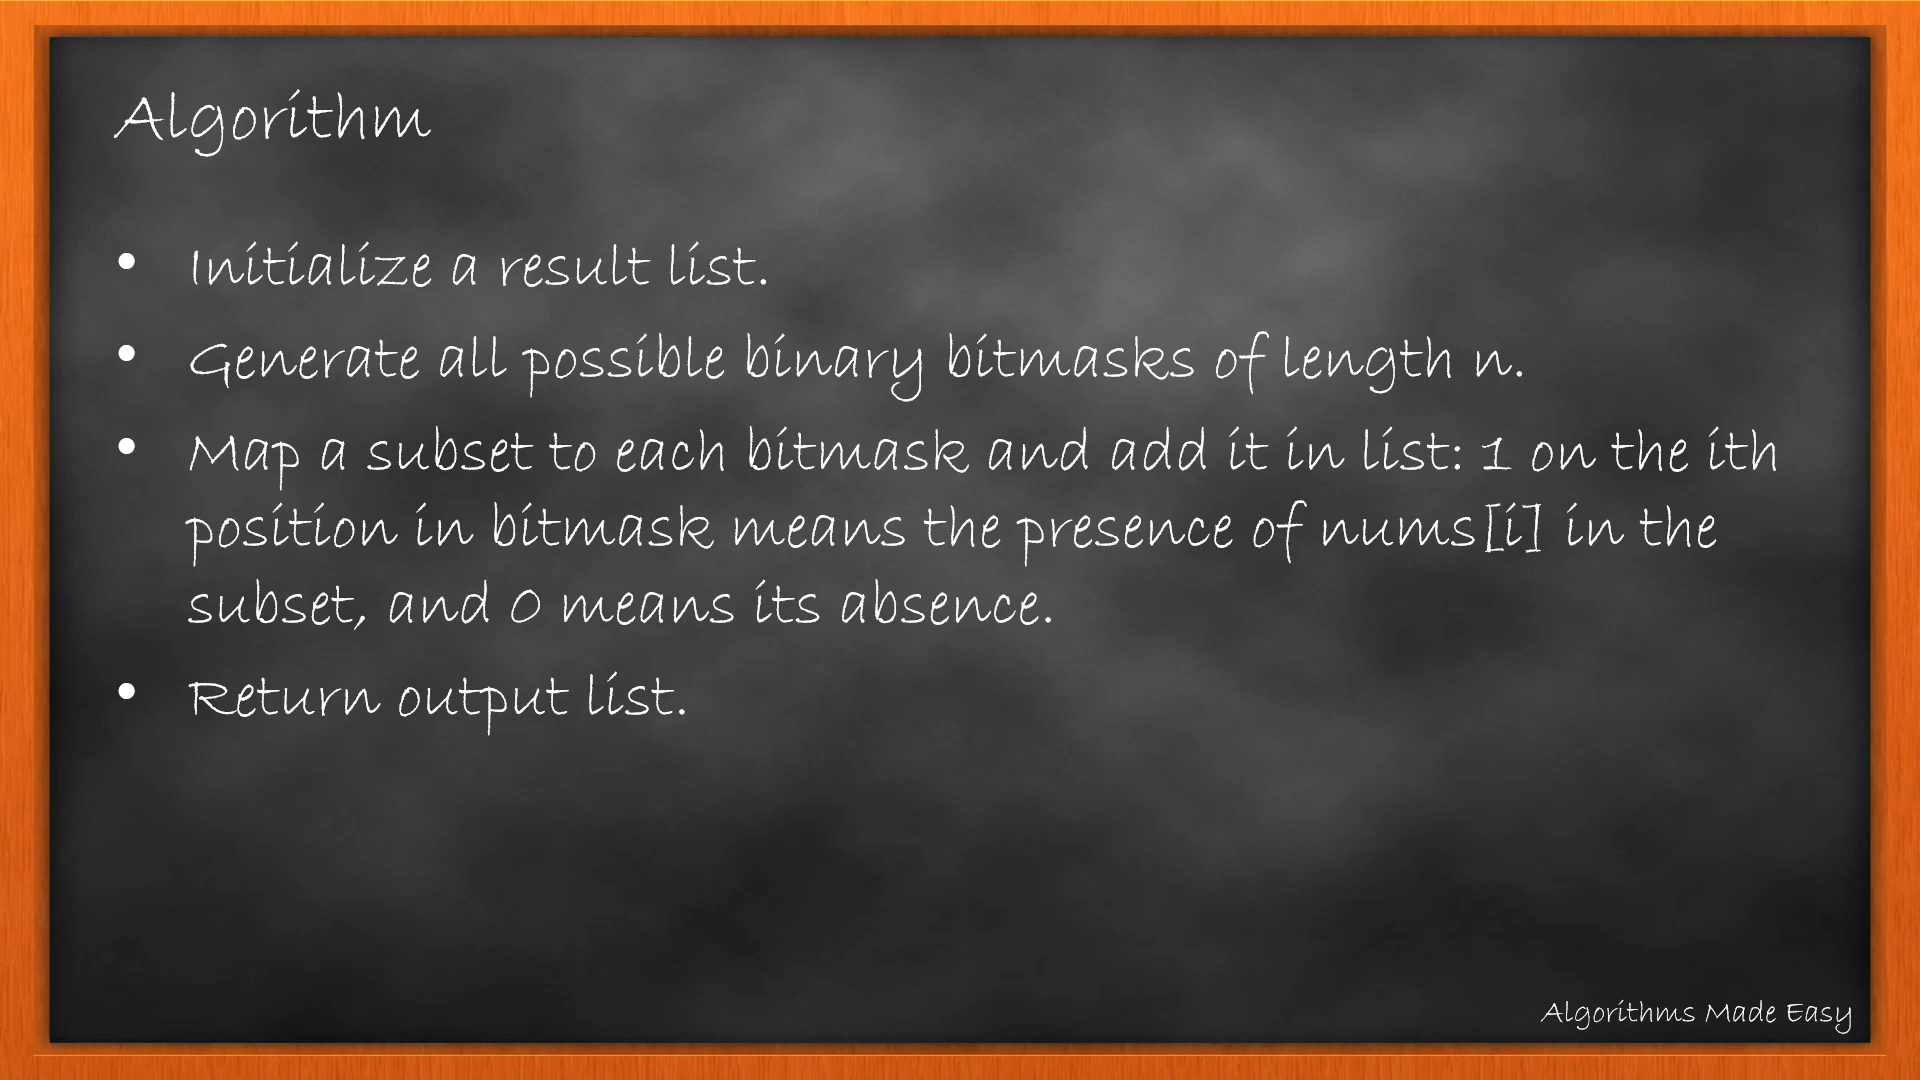 Algorithm
• Initialize a result list.
• Generate all possible binary bitmasks of length n.
• Map a subset to each bitmask and add it in list: 1 on the ith
position in bitmask means the presence of nums[i] in the
subset, and 0 means its absence.
• Return output list.
Algorithms Made Easy